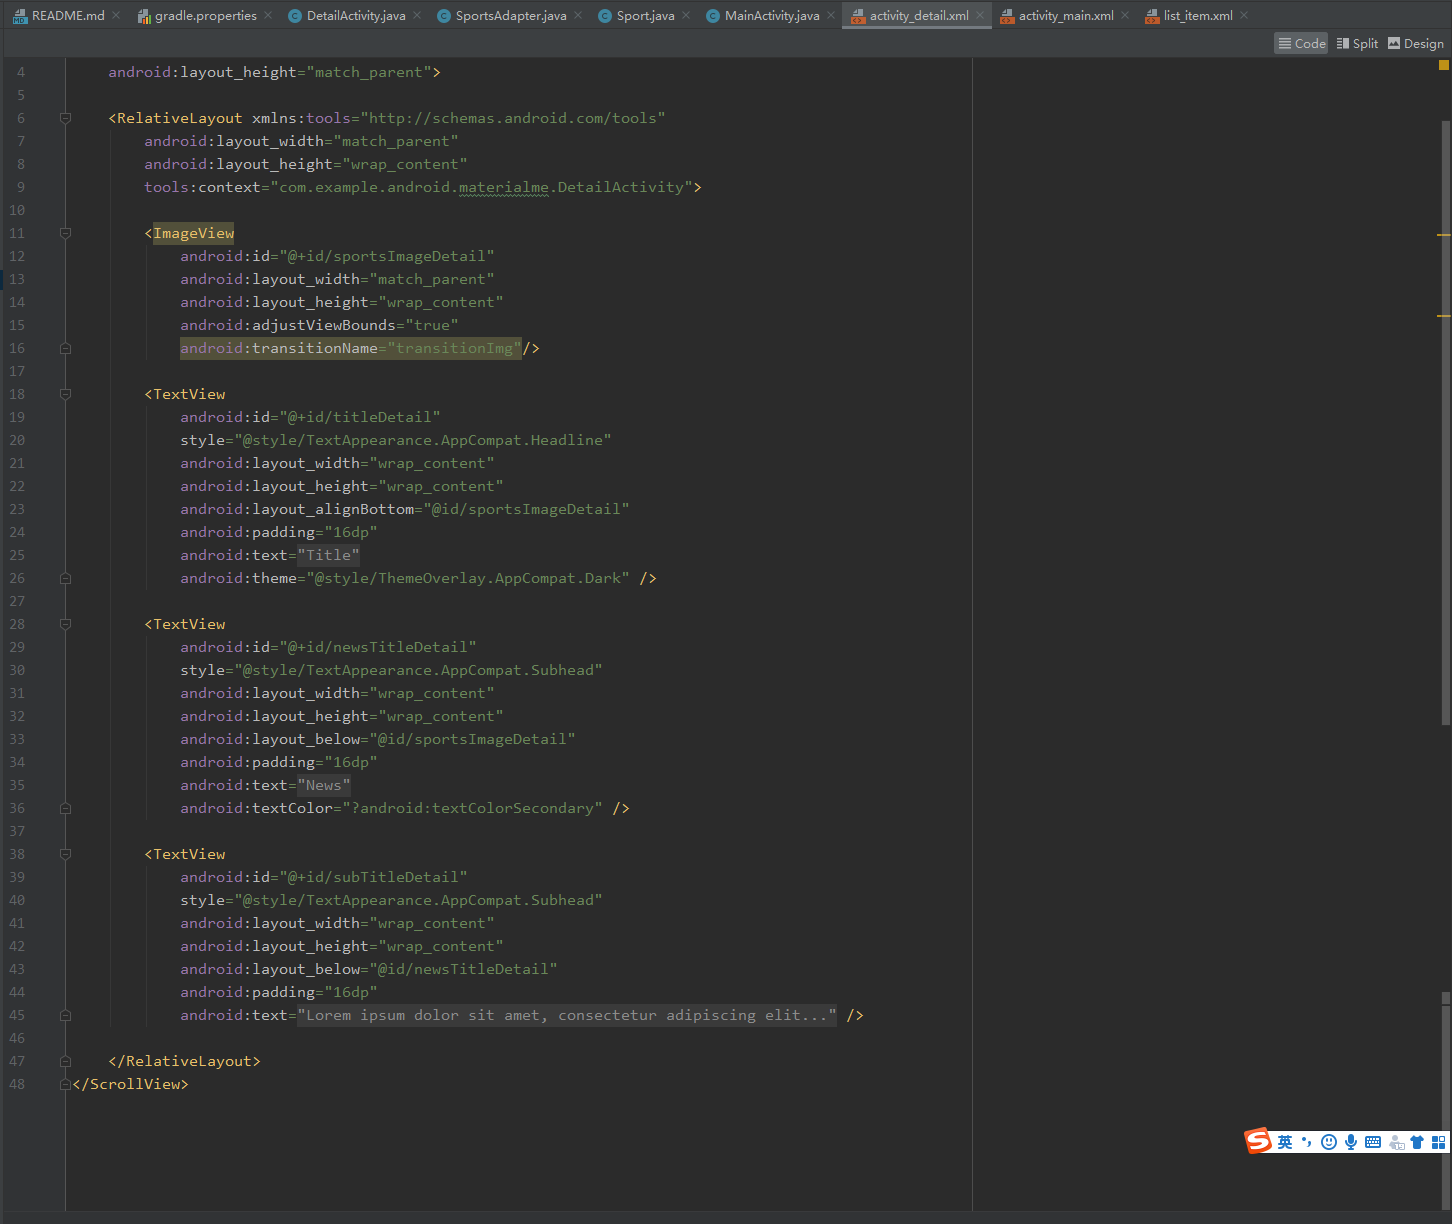 README.md gradle.properties DetailActivity.java SportsAdapter.java Sport.java MainActivity.java activity_detail.xml activity_main.xml list_item.xml
Code Split Design
4 android:layout_height="match_parent">
5
6 <RelativeLayout xmlns:tools="http://schemas.android.com/tools"
7 android:layout_width="match_parent"
8 android:layout_height="wrap_content"
9 tools:context="com.example.android.materialme.DetailActivity">
10
11 <ImageView
12 android:id="@+id/sportsImageDetail"
13 android:layout_width="match_parent"
14 android:layout_height="wrap_content"
15 android:adjustViewBounds="true"
16 android:transitionName="transitionImg"/>
17
18 <TextView
19 android:id="@+id/titleDetail"
20 style="@style/TextAppearance.AppCompat.Headline"
21 android:layout_width="wrap_content"
22 android:layout_height="wrap_content"
23 android:layout_alignBottom="@id/sportsImageDetail"
24 android:padding="16dp"
25 android:text="Title"
26 android:theme="@style/ThemeOverlay.AppCompat.Dark" />
27
28 <TextView
29 android:id="@+id/newsTitleDetail"
30 style="@style/TextAppearance.AppCompat.Subhead"
31 android:layout_width="wrap_content"
32 android:layout_height="wrap_content"
33 android:layout_below="@id/sportsImageDetail"
34 android:padding="16dp"
35 android:text="News"
36 android:textColor="?android:textColorSecondary" />
37
38 <TextView
39 android:id="@+id/subTitleDetail"
40 style="@style/TextAppearance.AppCompat.Subhead"
41 android:layout_width="wrap_content"
42 android:layout_height="wrap_content"
43 android:layout_below="@id/newsTitleDetail"
44 android:padding="16dp"
45 android:text="Lorem ipsum dolor sit amet, consectetur adipiscing elit..." />
46
47 </RelativeLayout>
48 </ScrollView>
英